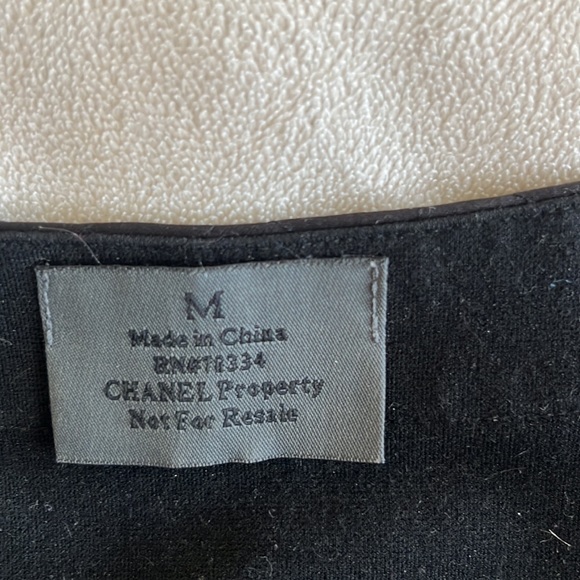 M
Made in China
RN#78334
CHANEL Property
Not For Resale